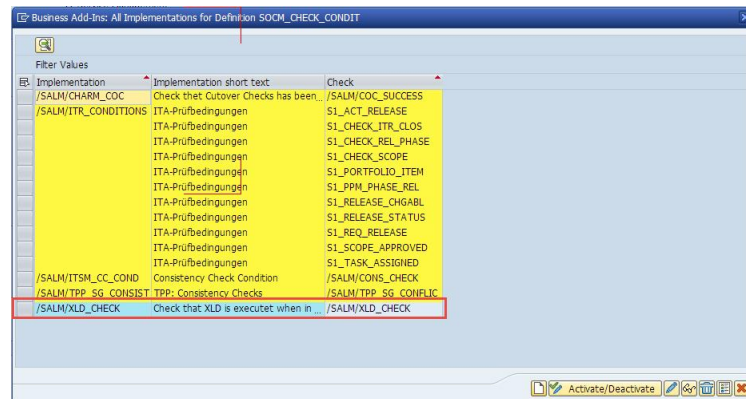 Business Add-Ins: All Implementations for Definition SOCM_CHECK_CONDIT
Filter Values
Implementation Implementation short text Check
/SALM/CHARM_COC Check thet Cutover Checks has been... /SALM/COC_SUCCESS
/SALM/ITR_CONDITIONS ITA-Prüfbedingungen S1_ACT_RELEASE
ITA-Prüfbedingungen S1_CHECK_ITR_CLOS
ITA-Prüfbedingungen S1_CHECK_REL_PHASE
ITA-Prüfbedingungen S1_CHECK_SCOPE
ITA-Prüfbedingungen S1_PORTFOLIO_ITEM
ITA-Prüfbedingungen S1_PPM_PHASE_REL
ITA-Prüfbedingungen S1_RELEASE_CHGABL
ITA-Prüfbedingungen S1_RELEASE_STATUS
ITA-Prüfbedingungen S1_REQ_RELEASE
ITA-Prüfbedingungen S1_SCOPE_APPROVED
ITA-Prüfbedingungen S1_TASK_ASSIGNED
/SALM/ITSM_CC_COND Consistency Check Condition /SALM/CONS_CHECK
/SALM/TPP_SG_CONSIST TPP: Consistency Checks /SALM/TPP_SG_CONFLIC
/SALM/XLD_CHECK Check that XLD is executet when in ... /SALM/XLD_CHECK
Activate/Deactivate